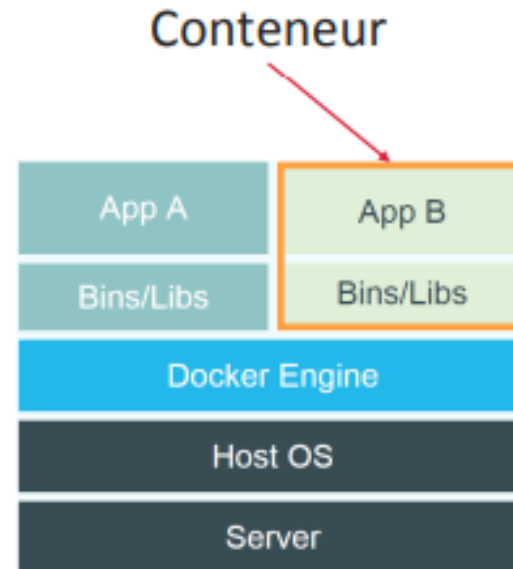 Conteneur
App A
App B
Bins/Libs
Bins/Libs
Docker Engine
Host OS
Server